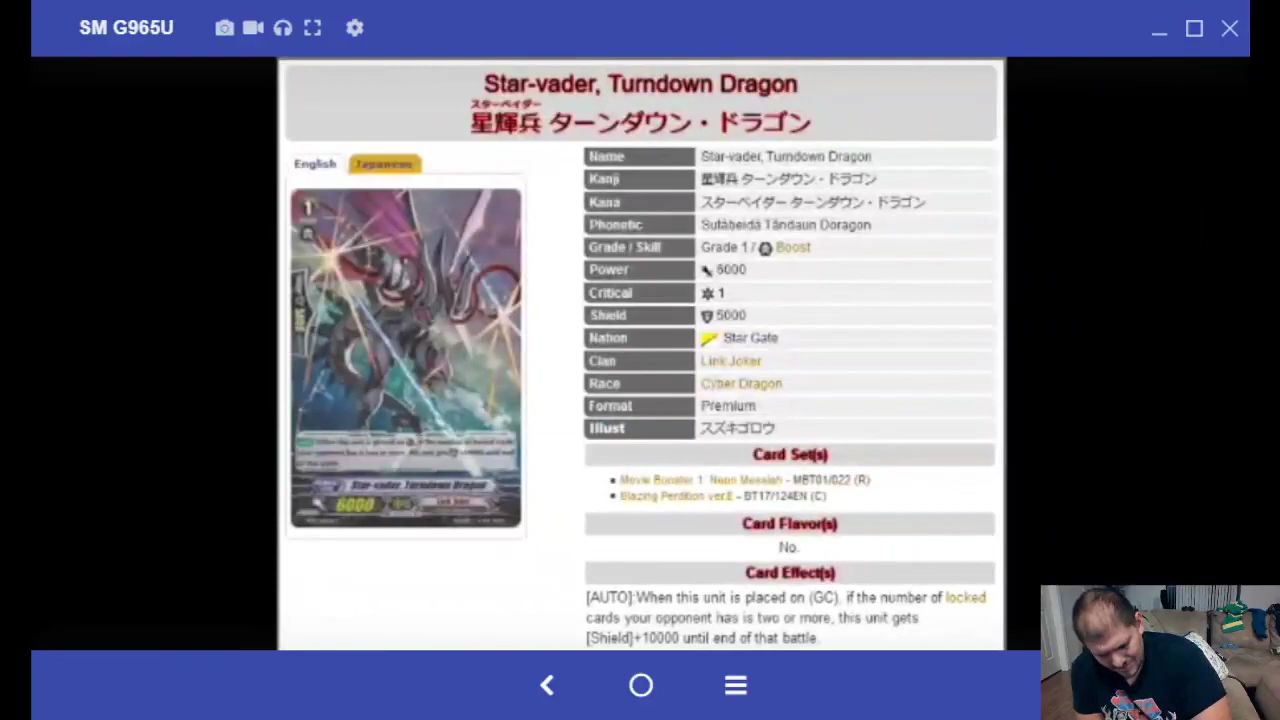 SM G965U
Star-vader, Turndown Dragon
スターベイダー
星輝兵 ターンダウン・ドラゴン
English Japanese
Name Star-vader, Turndown Dragon
Kanji 星輝兵 ターンダウン・ドラゴン
Kana スターベイダー ターンダウン・ドラゴン
Phonetic Sutābeidā Tāndaun Doragon
Grade / Skill Grade 1 / Boost
Power 6000
Critical 1
Shield 5000
Nation Star Gate
Clan Link Joker
Race Cyber Dragon
Format Premium
Illust スズキゴロウ
Card Set(s)
Movie Booster 1: Neon Messiah - MBT01/022 (R)
Blazing Perdition ver.E - BT17/124EN (C)
Card Flavor(s)
No.
Card Effect(s)
[AUTO]:When this unit is placed on (GC), if the number of locked
cards your opponent has is two or more, this unit gets
[Shield]+10000 until end of that battle.
1
Star-vader, Turndown Dragon
6000
Link Joker